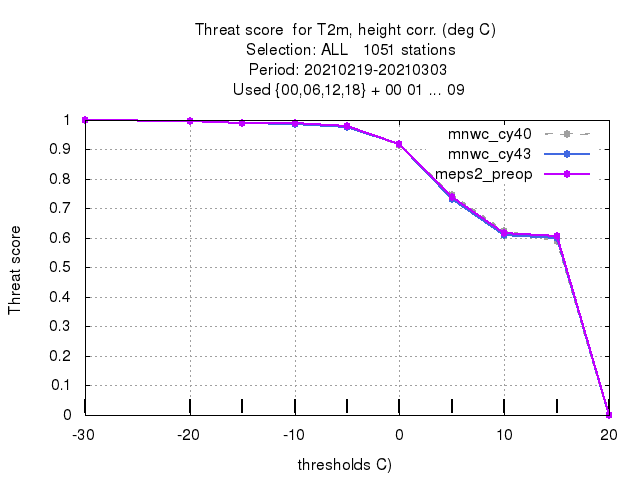 Threat score  for T2m, height corr. (deg C)
Selection: ALL   1051 stations
Period: 20210219-20210303
Used {00,06,12,18} + 00 01 ... 09
mnwc_cy40
mnwc_cy43
meps2_preop
Threat score
1
0.9
0.8
0.7
0.6
0.5
0.4
0.3
0.2
0.1
0
-30
-20
-10
0
10
20
thresholds C)